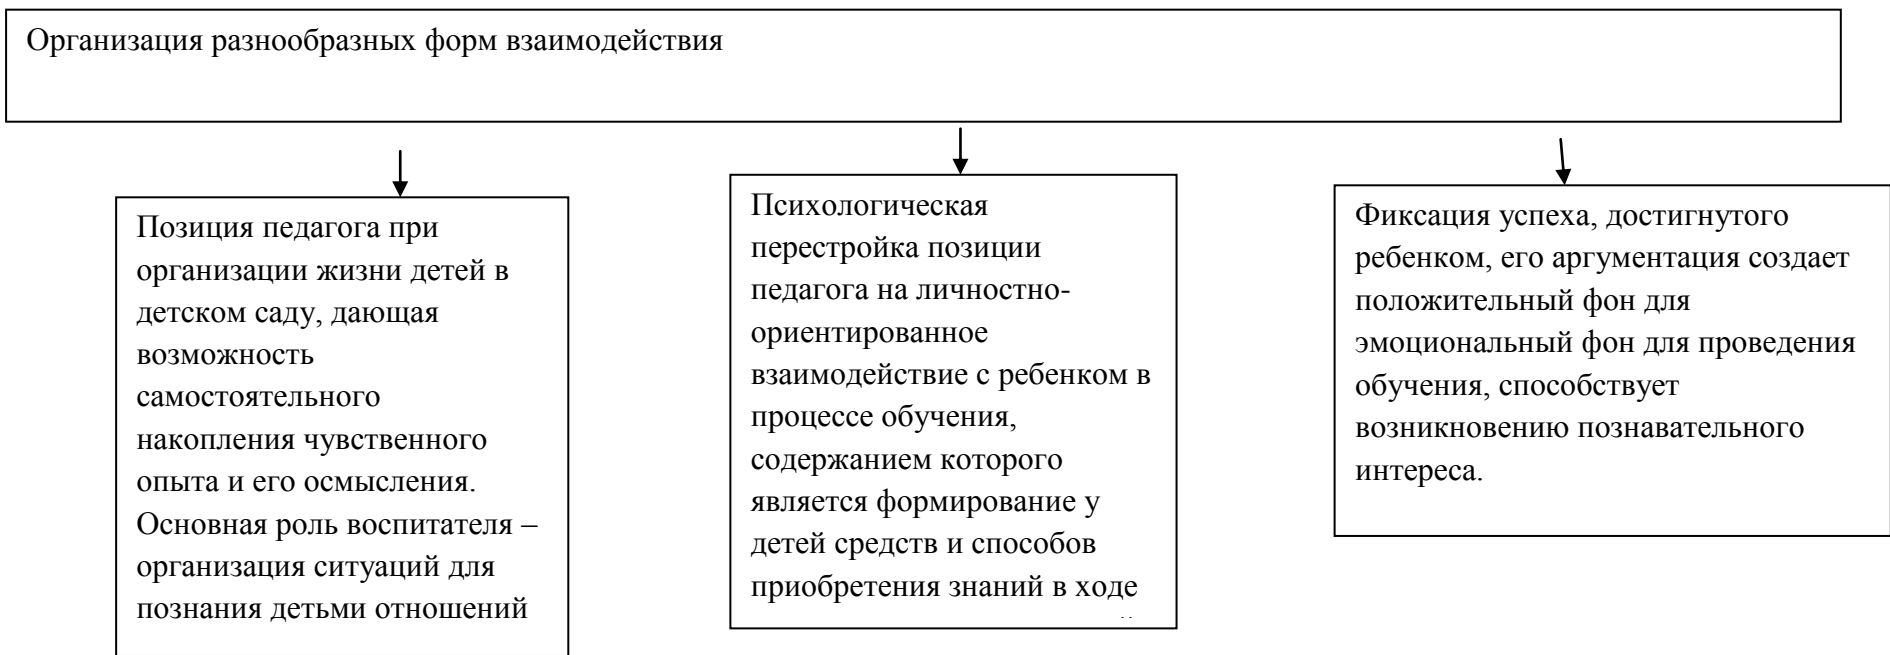 Организация разнообразных форм взаимодействия
Позиция педагога при
организации жизни детей в
детском саду, дающая
возможность
самостоятельного
накопления чувственного
опыта и его осмысления.
Основная роль воспитателя –
организация ситуаций для
познания детьми отношений
Психологическая
перестройка позиции
педагога на личностно-
ориентированное
взаимодействие с ребенком в
процессе обучения,
содержанием которого
является формирование у
детей средств и способов
приобретения знаний в ходе
Фиксация успеха, достигнутого
ребенком, его аргументация создает
положительный фон для
эмоциональный фон для проведения
обучения, способствует
возникновению познавательного
интереса.